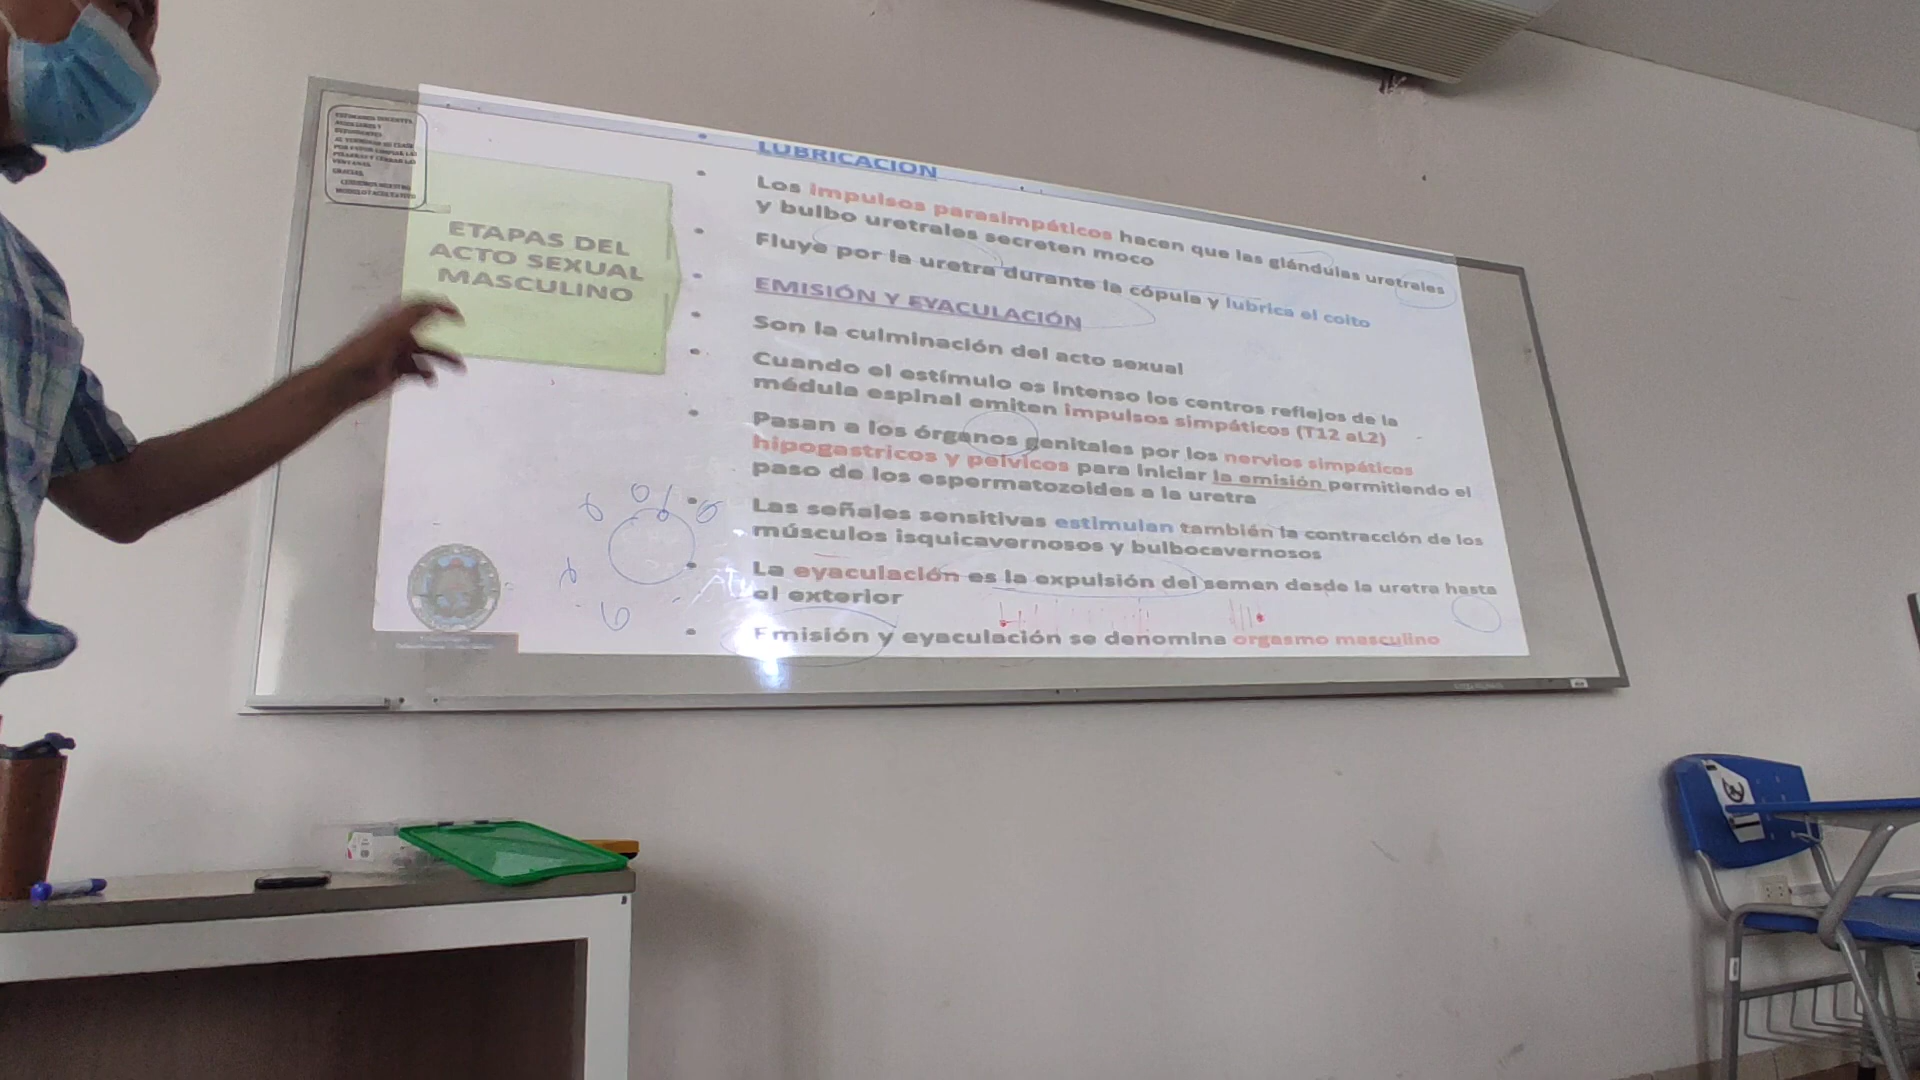 ETAPAS DEL
ACTO SEXUAL
MASCULINO
LUBRICACION
Los impulsos parasimpáticos hacen que las glándulas uretrales
y bulbo uretrales secreten moco
Fluye por la uretra durante la cópula y lubrica el coito
EMISIÓN Y EYACULACIÓN
Son la culminación del acto sexual
Cuando el estímulo es intenso los centros reflejos de la
médula espinal emiten impulsos simpáticos (T12 aL2)
Pasan a los órganos genitales por los nervios simpáticos
hipogastricos y pelvicos para iniciar la emisión permitiendo el
paso de los espermatozoides a la uretra
Las señales sensitivas estimulan también la contracción de los
músculos isquicavernosos y bulbocavernosos
La eyaculación es la expulsión del semen desde la uretra hasta
el exterior
Emisión y eyaculación se denomina orgasmo masculino